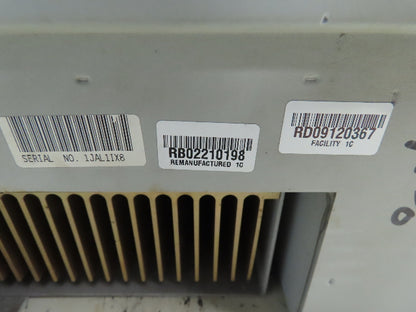 SERIAL NO. 1JAL1IX8
RB02210198
REMANUFACTURED 1C
RD09120367
FACILITY 1C